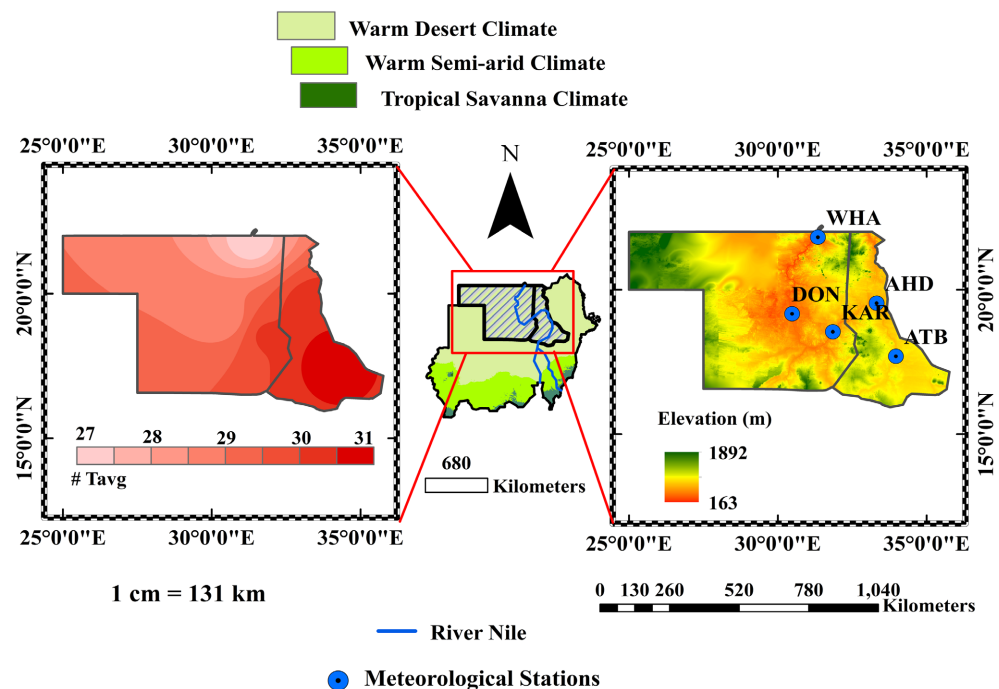 Warm Desert Climate
Warm Semi-arid Climate
Tropical Savanna Climate
25°0'0"E 30°0'0"E 35°0'0"E
20°0'0"N
15°0'0"N
27 28 29 30 31
# Tavg
25°0'0"E 30°0'0"E 35°0'0"E
N
680
Kilometers
25°0'0"E 30°0'0"E 35°0'0"E
WHA
AHD
DON
KAR
ATB
20°0'0"N
15°0'0"N
Elevation (m)
1892
163
25°0'0"E 30°0'0"E 35°0'0"E
1 cm = 131 km
0 130 260 520 780 1,040
Kilometers
River Nile
Meteorological Stations